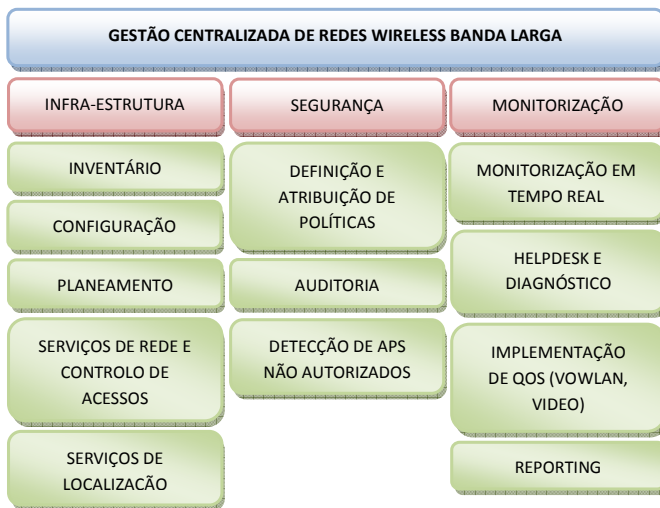 GESTÃO CENTRALIZADA DE REDES WIRELESS BANDA LARGA
INFRA-ESTRUTURA
INVENTÁRIO
CONFIGURAÇÃO
PLANEAMENTO
SERVIÇOS DE REDE E
CONTROLO DE
ACESSOS
SERVIÇOS DE
LOCALIZAÇÃO
SEGURANÇA
DEFINIÇÃO E
ATRIBUIÇÃO DE
POLÍTICAS
AUDITORIA
DETECÇÃO DE APS
NÃO AUTORIZADOS
MONITORIZAÇÃO
MONITORIZAÇÃO EM
TEMPO REAL
HELPDESK E
DIAGNÓSTICO
IMPLEMENTAÇÃO
DE QOS (VOWLAN,
VIDEO)
REPORTING